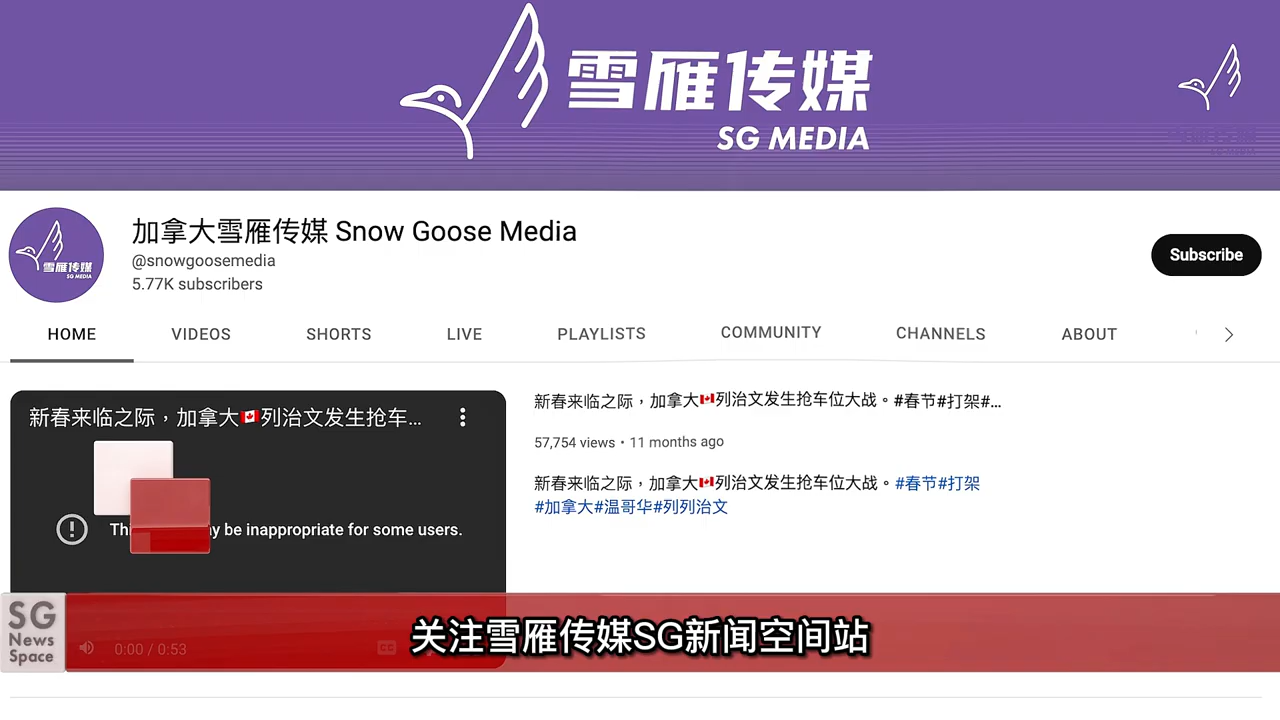 雪雁传媒
SG MEDIA
雪雁传媒
SG MEDIA
加拿大雪雁传媒 Snow Goose Media
@snowgoosemedia
5.77K subscribers
Subscribe
HOME VIDEOS SHORTS LIVE PLAYLISTS COMMUNITY CHANNELS ABOUT
新春来临之际，加拿大🇨🇦列治文发生抢车...
新春来临之际，加拿大🇨🇦列治文发生抢车位大战。#春节#打架#...
57,754 views • 11 months ago
新春来临之际，加拿大🇨🇦列治文发生抢车位大战。#春节#打架
#加拿大#温哥华#列列治文
be inappropriate for some users.
SG
News
Space
0:00 / 0:53
关注雪雁传媒SG新闻空间站